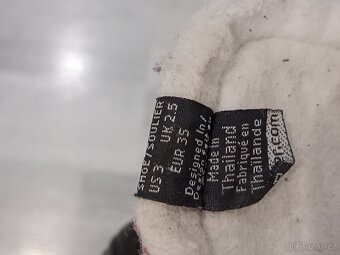 SHOE/SOULIER
US 3 UK 2.5
EUR 35
Designed in/
Made in
Thailand
Fabriqué en
Thaïlande